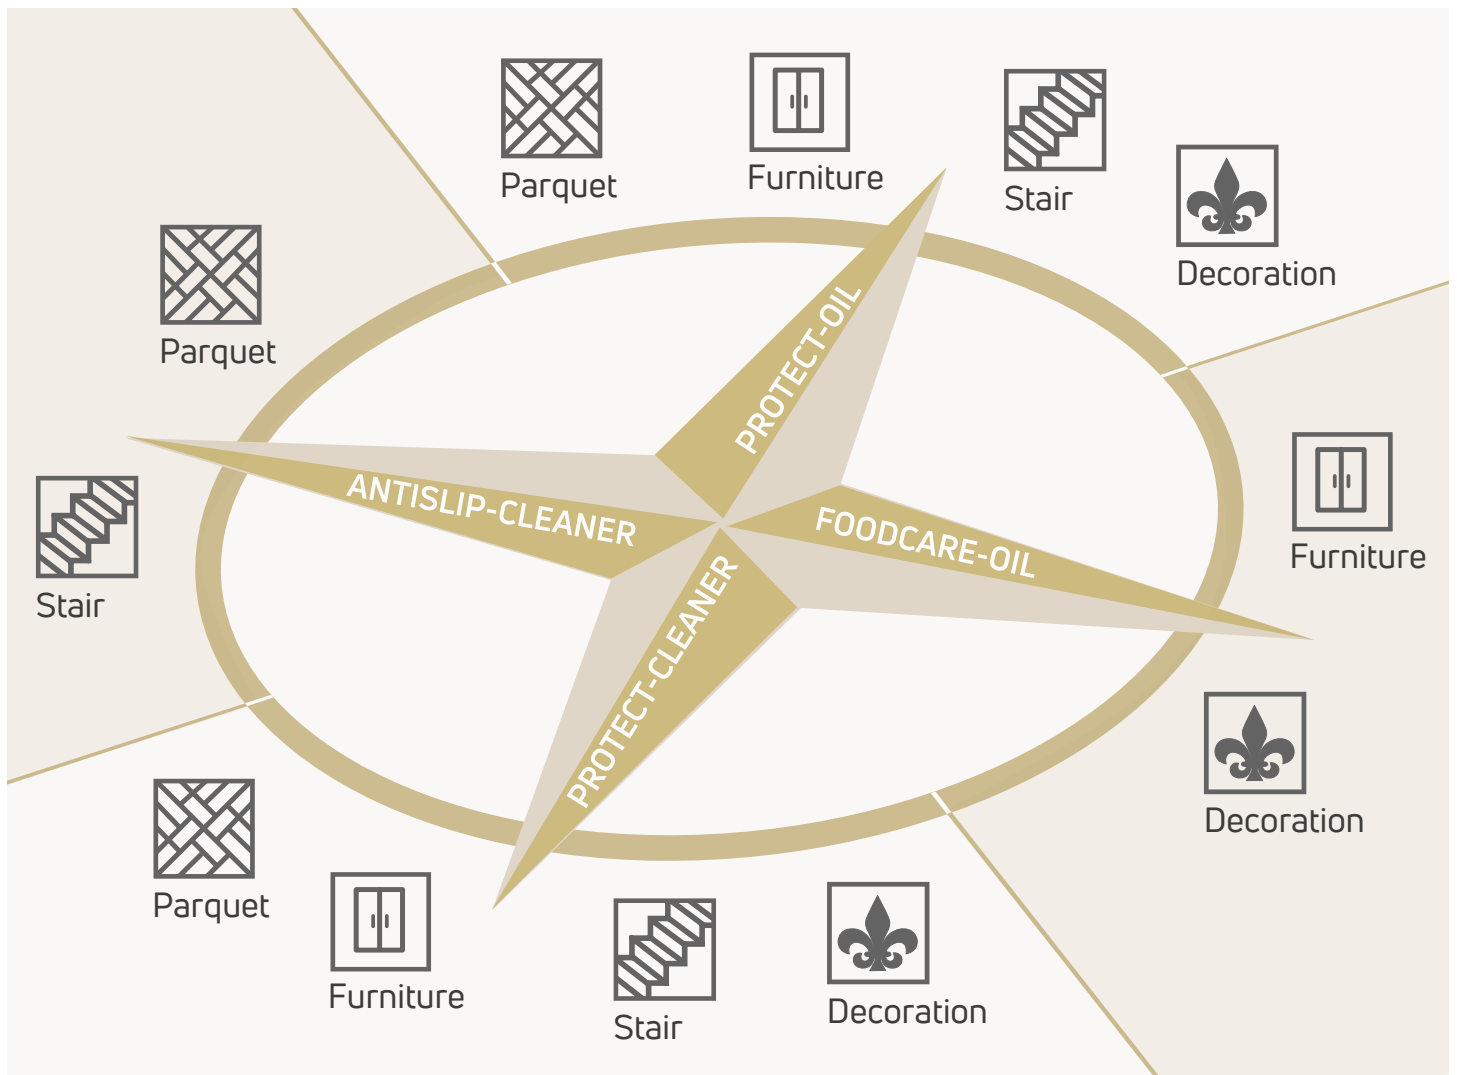 Parquet
Furniture
Stair
Decoration
Parquet
Stair
PROTECT-OIL
ANTISLIP-CLEANER
FOODCARE-OIL
PROTECT-CLEANER
Furniture
Decoration
Parquet
Furniture
Stair
Decoration